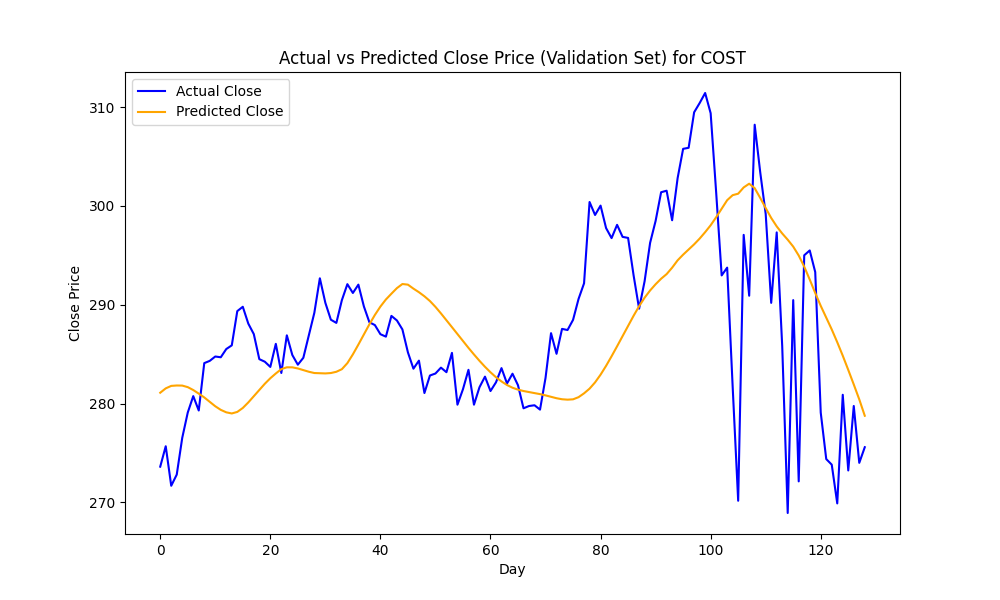 Actual vs Predicted Close Price (Validation Set) for COST
Actual Close
Predicted Close
Close Price
310
300
290
280
270
0 20 40 60 80 100 120
Day